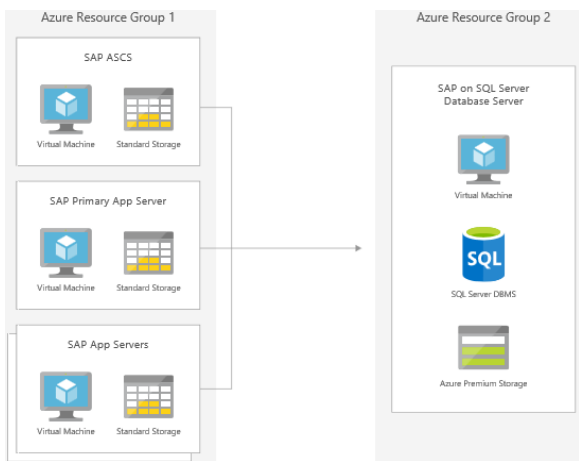 Azure Resource Group 1
SAP ASCS
Virtual Machine
Standard Storage
SAP Primary App Server
Virtual Machine
Standard Storage
SAP App Servers
Virtual Machine
Standard Storage
Azure Resource Group 2
SAP on SQL Server
Database Server
Virtual Machine
SQL
SQL Server DBMS
Azure Premium Storage